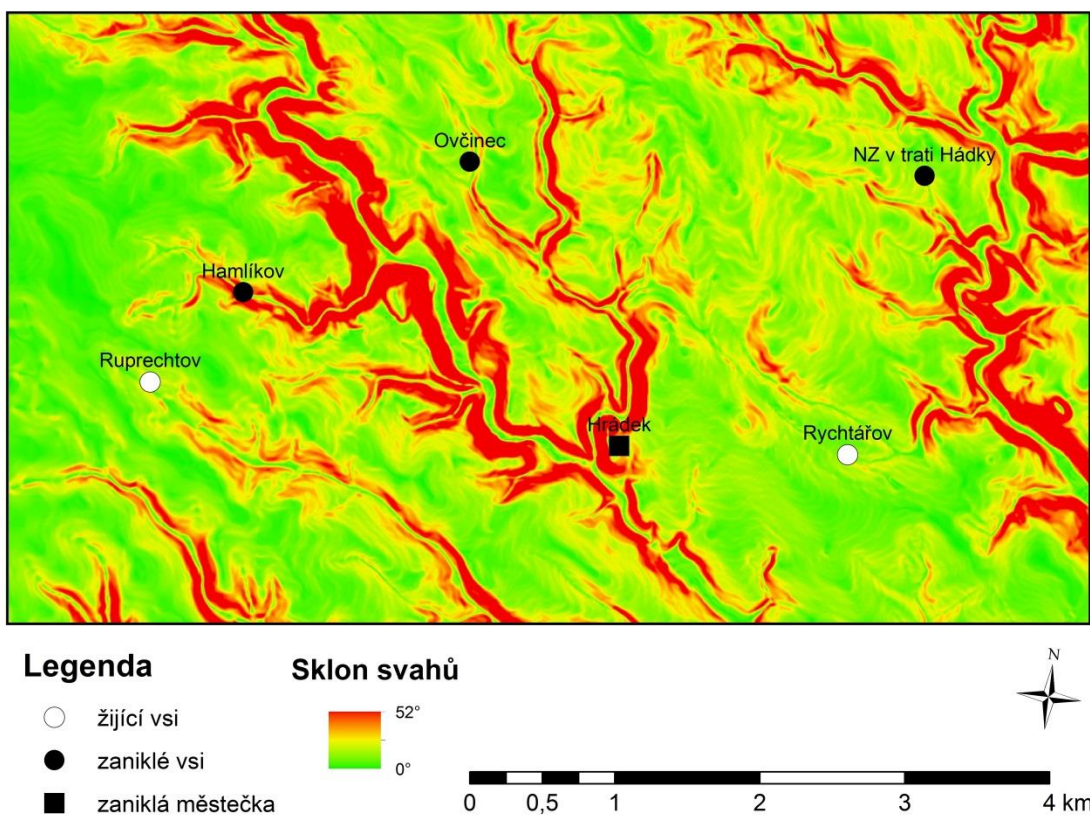 Ovčinec
NZ v trati Hádky
Hamlíkov
Ruprechtov
Hrádek
Rychtářov
Legenda
žijící vsi
zaniklé vsi
zaniklá městečka
Sklon svahů
52°
0°
N
0 0,5 1 2 3 4 km